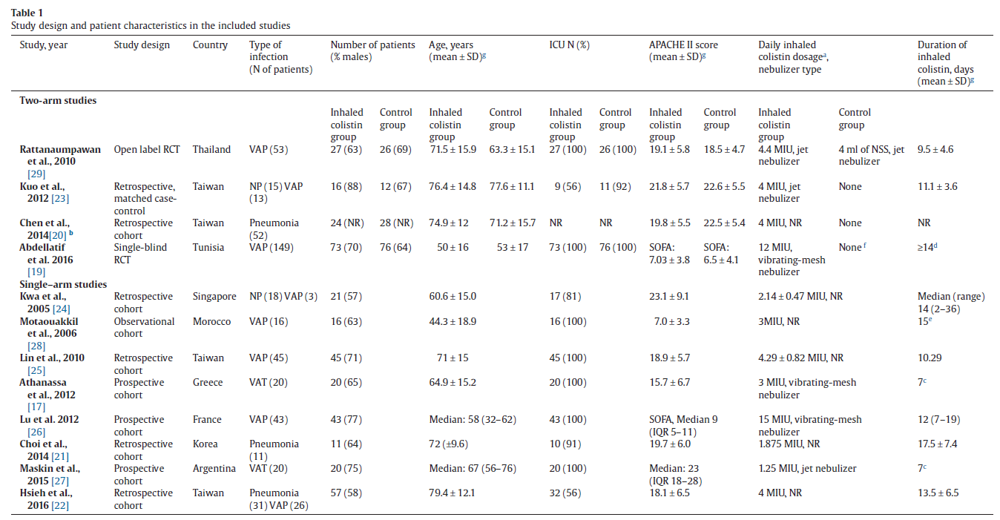 Table 1
Study design and patient characteristics in the included studies
Study, year Study design Country Type of infection (N of patients) Number of patients (% males) Age, years (mean ± SD)g ICU N (%) APACHE II score (mean ± SD)g Daily inhaled colistin dosagea, nebulizer type Duration of inhaled colistin, days (mean ± SD)g
Two-arm studies
Inhaled colistin group Control group Inhaled colistin group Control group Inhaled colistin group Control group Inhaled colistin group Control group Inhaled colistin group Control group
Rattanaumpawan et al., 2010 [29] Open label RCT Thailand VAP (53) 27 (63) 26 (69) 71.5 ± 15.9 63.3 ± 15.1 27 (100) 26 (100) 19.1 ± 5.8 18.5 ± 4.7 4.4 MIU, jet nebulizer 4 ml of NSS, jet nebulizer 9.5 ± 4.6
Kuo et al., 2012 [23] Retrospective, matched case-control Taiwan NP (15) VAP (13) 16 (88) 12 (67) 76.4 ± 14.8 77.6 ± 11.1 9 (56) 11 (92) 21.8 ± 5.7 22.6 ± 5.5 4 MIU, jet nebulizer None 11.1 ± 3.6
Chen et al., 2014[20] b Retrospective cohort Taiwan Pneumonia (52) 24 (NR) 28 (NR) 74.9 ± 12 71.2 ± 15.7 NR NR 19.8 ± 5.5 22.5 ± 5.4 4 MIU, NR None NR
Abdellatif et al. 2016 [19] Single-blind RCT Tunisia VAP (149) 73 (70) 76 (64) 50 ± 16 53 ± 17 73 (100) 76 (100) SOFA: 7.03 ± 3.8 SOFA: 6.5 ± 4.1 12 MIU, vibrating-mesh nebulizer None f ≥14d
Single–arm studies
Kwa et al., 2005 [24] Retrospective cohort Singapore NP (18) VAP (3) 21 (57) 60.6 ± 15.0 17 (81) 23.1 ± 9.1 2.14 ± 0.47 MIU, NR Median (range) 14 (2–36)
Motaouakkil et al., 2006 [28] Observational cohort Morocco VAP (16) 16 (63) 44.3 ± 18.9 16 (100) 7.0 ± 3.3 3MIU, NR 15e
Lin et al., 2010 [25] Retrospective cohort Taiwan VAP (45) 45 (71) 71 ± 15 45 (100) 18.9 ± 5.7 4.29 ± 0.82 MIU, NR 10.29
Athanassa et al., 2012 [17] Prospective cohort Greece VAT (20) 20 (65) 64.9 ± 15.2 20 (100) 15.7 ± 6.7 3 MIU, vibrating-mesh nebulizer 7c
Lu et al. 2012 [26] Prospective cohort France VAP (43) 43 (77) Median: 58 (32–62) 43 (100) SOFA, Median 9 (IQR 5–11) 15 MIU, vibrating-mesh nebulizer 12 (7–19)
Choi et al., 2014 [21] Retrospective cohort Korea Pneumonia (11) 11 (64) 72 (±9.6) 10 (91) 19.7 ± 6.0 1.875 MIU, NR 17.5 ± 7.4
Maskin et al., 2015 [27] Prospective cohort Argentina VAT (20) 20 (75) Median: 67 (56–76) 20 (100) Median: 23 (IQR 18–28) 1.25 MIU, jet nebulizer 7c
Hsieh et al., 2016 [22] Retrospective cohort Taiwan Pneumonia (31) VAP (26) 57 (58) 79.4 ± 12.1 32 (56) 18.1 ± 6.5 4 MIU, NR 13.5 ± 6.5